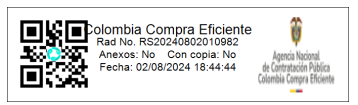 Colombia Compra Eficiente
Rad No. RS20240802010982
Anexos: No Con copia: No
Fecha: 02/08/2024 18:44:44
Agencia Nacional
de Contratación Pública
Colombia Compra Eficiente